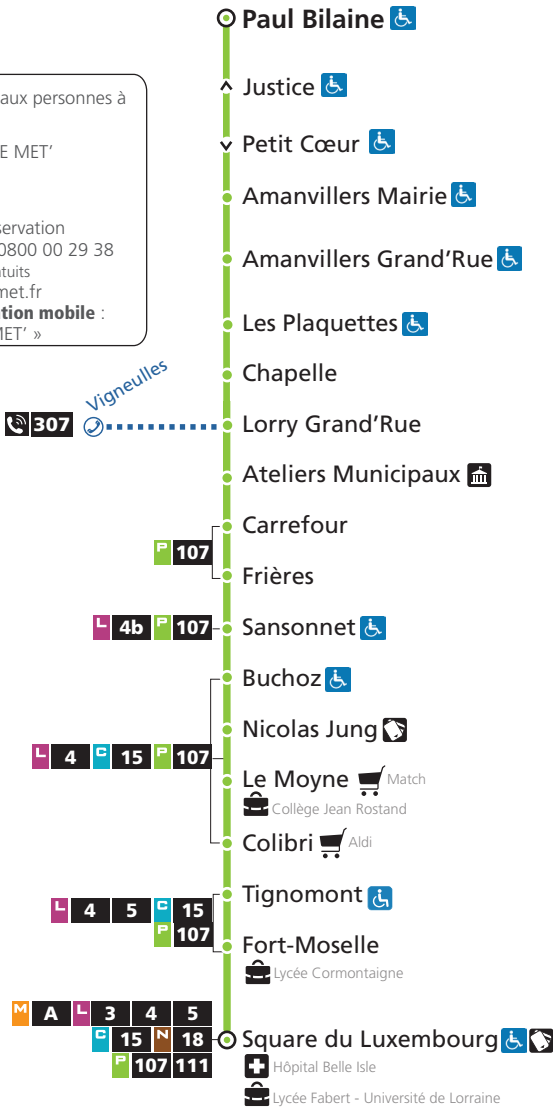 Paul Bilaine
Justice
Petit Cœur
Amanvillers Mairie
Amanvillers Grand'Rue
Les Plaquettes
Chapelle
Lorry Grand'Rue
Ateliers Municipaux
Carrefour
Frières
Sansonnet
Buchoz
Nicolas Jung
Le Moyne Match
Collège Jean Rostand
Colibri Aldi
Tignomont
Fort-Moselle
Lycée Cormontaigne
Square du Luxembourg
Hôpital Belle Isle
Lycée Fabert - Université de Lorraine
aux personnes à
E MET'
0800 00 29 38
met.fr
mobile :
MET' »
Vigneulles
307
P 107
L 4b P 107
L 4 C 15 P 107
L 4 5 C 15
P 107
M A L 3 4 5
C 15 N 18
P 107 111